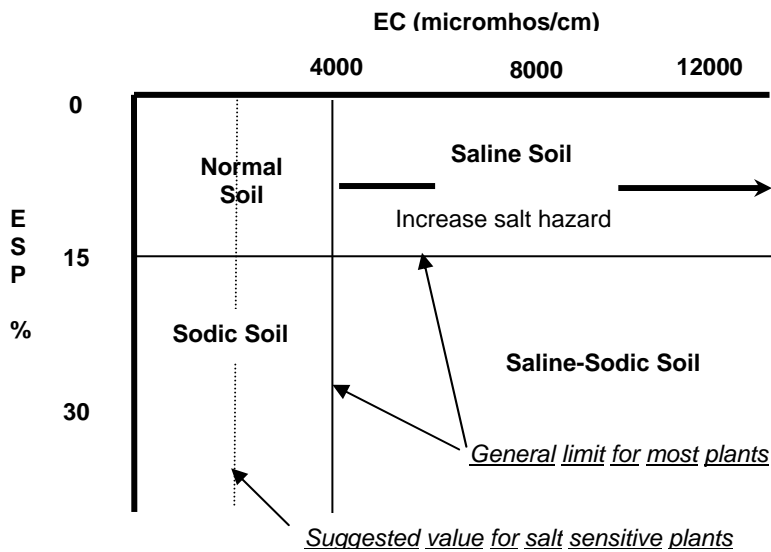 EC (micromhos/cm)
4000 8000 12000
0
Normal
Soil
Saline Soil
Increase salt hazard
E
S
P
%
15
Sodic Soil
Saline-Sodic Soil
30
General limit for most plants
Suggested value for salt sensitive plants